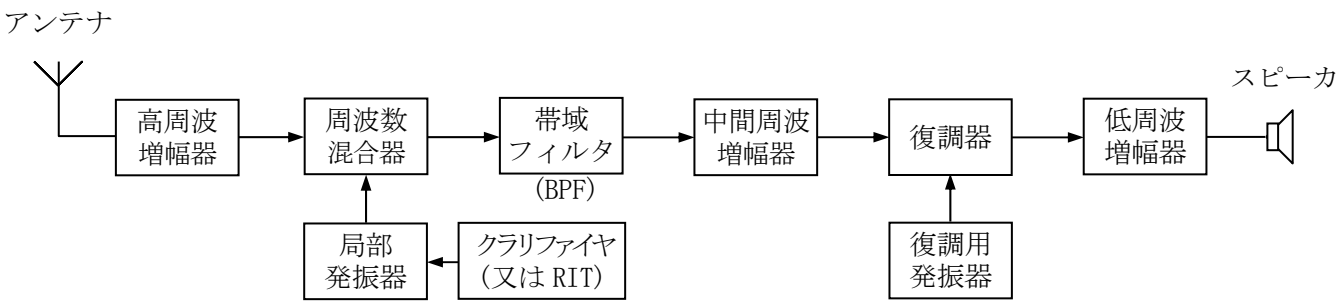 アンテナ
スピーカ
高周波
増幅器
周波数
混合器
帯域
フィルタ
(BPF)
中間周波
増幅器
復調器
低周波
増幅器
局部
発振器
クラリファイヤ
(又は RIT)
復調用
発振器